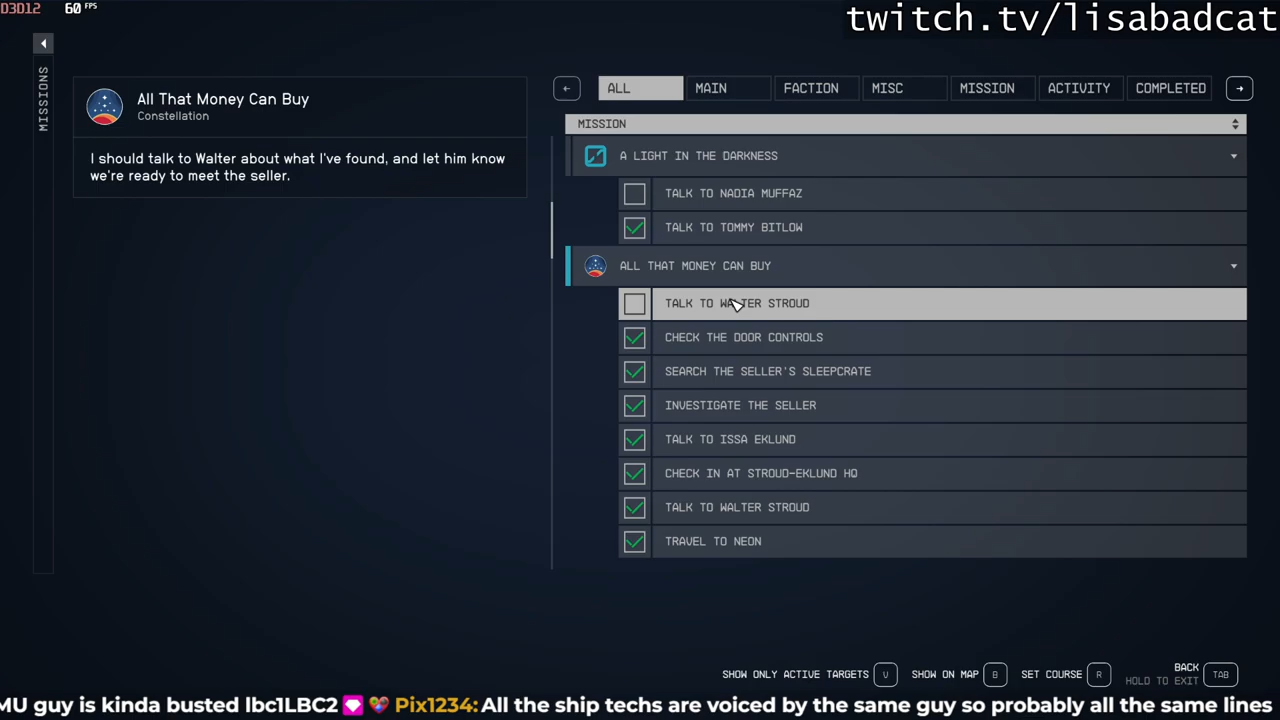 D3D12 60 FPS
twitch.tv/lisabadcat
MISSIONS
All That Money Can Buy
Constellation
I should talk to Walter about what I've found, and let him know
we're ready to meet the seller.
ALL MAIN FACTION MISC MISSION ACTIVITY COMPLETED
MISSION
A LIGHT IN THE DARKNESS
TALK TO NADIA MUFFAZ
TALK TO TOMMY BITLOW
ALL THAT MONEY CAN BUY
TALK TO WALTER STROUD
CHECK THE DOOR CONTROLS
SEARCH THE SELLER'S SLEEPCRATE
INVESTIGATE THE SELLER
TALK TO ISSA EKLUND
CHECK IN AT STROUD-EKLUND HQ
TALK TO WALTER STROUD
TRAVEL TO NEON
SHOW ONLY ACTIVE TARGETS V SHOW ON MAP B SET COURSE R BACK TAB
HOLD TO EXIT
MU guy is kinda busted lbc1LBC2 Pix1234: All the ship techs are voiced by the same guy so probably all the same lines